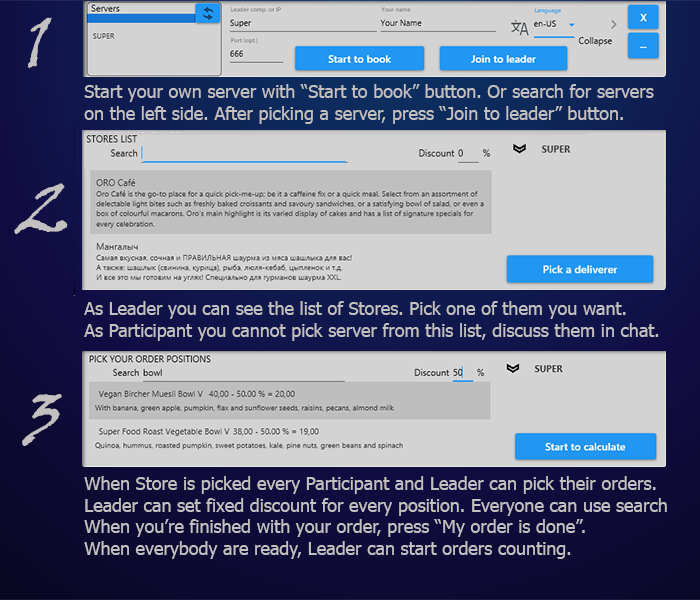 1
Servers
SUPER
Leader comp. or IP
Super
Your name
Your Name
Language
en-US
Collapse
X
–
Port (opt.)
666
Start to book
Join to leader
Start your own server with “Start to book” button. Or search for servers
on the left side. After picking a server, press “Join to leader” button.
2
STORES LIST
Search
Discount 0 %
SUPER
ORO Café
Oro Café is the go-to place for a quick pick-me-up; be it a caffeine fix or a quick meal. Select from an assortment of
delectable light bites such as freshly baked croissants and savoury sandwiches, or a satisfying bowl of salad, or even a
box of colourful macarons. Oro's main highlight is its varied display of cakes and has a list of signature specials for
every celebration.
Мангалыч
Самая вкусная, сочная и ПРАВИЛЬНАЯ шаурма из мяса шашлыка для вас!
А также: шашлык (свинина, курица), рыба, люля-кебаб, цыпленок и т.д.
И все это мы готовим на углях! Специально для гурманов шаурма XXL.
Pick a deliverer
As Leader you can see the list of Stores. Pick one of them you want.
As Participant you cannot pick server from this list, discuss them in chat.
3
PICK YOUR ORDER POSITIONS
Search bowl
Discount 50 %
SUPER
Vegan Bircher Muesli Bowl V 40,00 - 50.00 % = 20,00
With banana, green apple, pumpkin, flax and sunflower seeds, raisins, pecans, almond milk
Super Food Roast Vegetable Bowl V 38,00 - 50.00 % = 19,00
Quinoa, hummus, roasted pumpkin, sweet potatoes, kale, pine nuts, green beans and spinach
Start to calculate
When Store is picked every Participant and Leader can pick their orders.
Leader can set fixed discount for every position. Everyone can use search
When you’re finished with your order, press “My order is done”.
When everybody are ready, Leader can start orders counting.